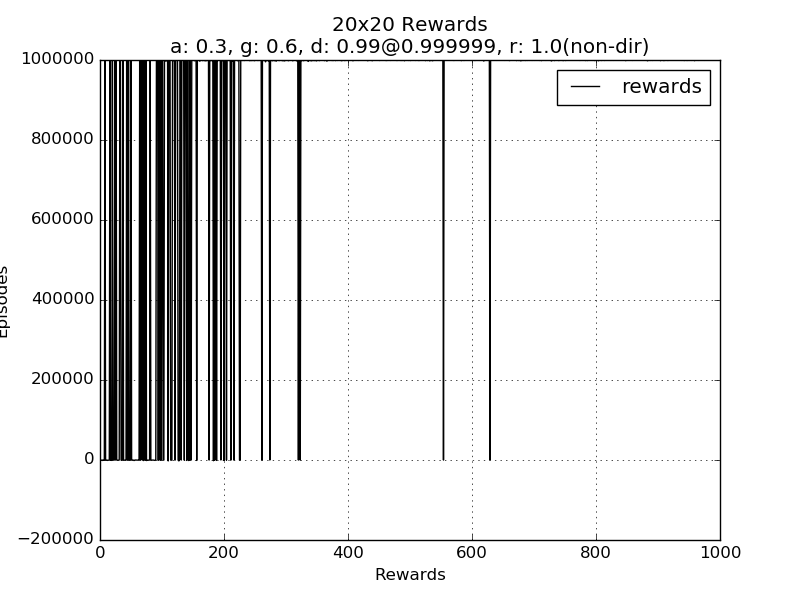 20x20 Rewards
a: 0.3, g: 0.6, d: 0.99@0.999999, r: 1.0(non-dir)
rewards
1000000
800000
600000
400000
200000
0
−200000
Episodes
0 200 400 600 800 1000
Rewards